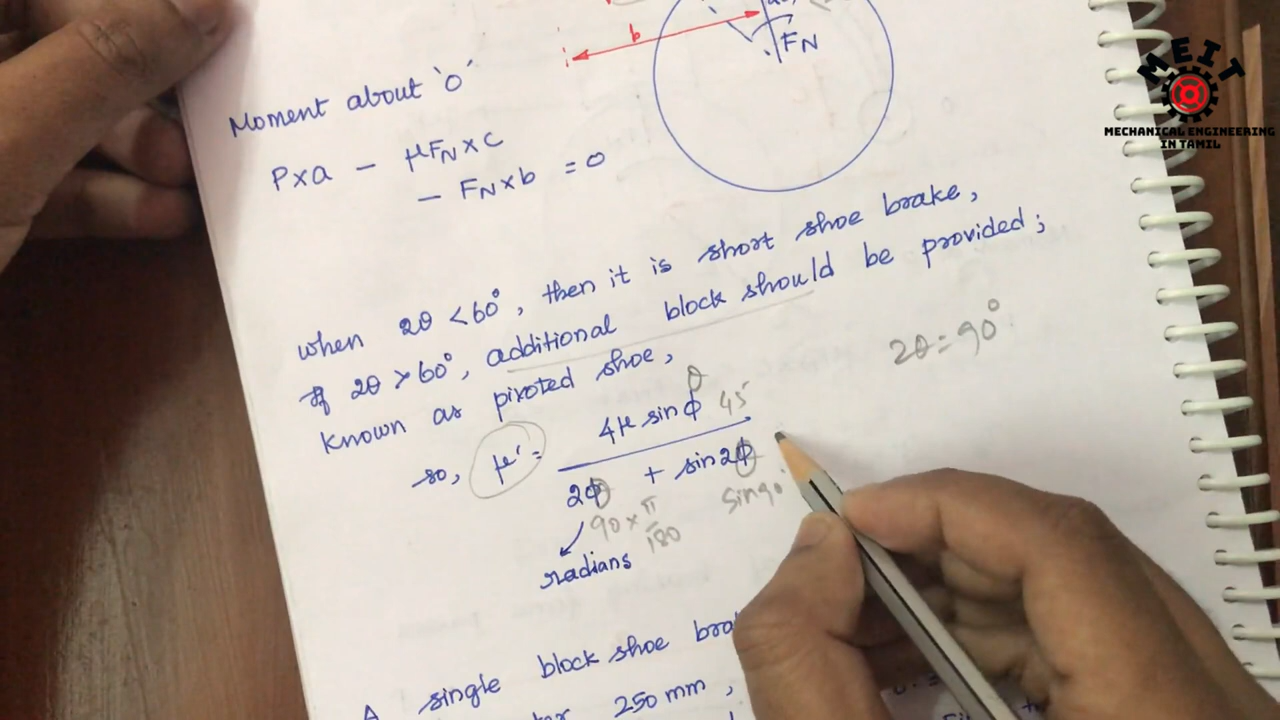 b
FN
MEIT
MECHANICAL ENGINEERING
IN TAMIL
Moment about 'O'
P×a − μFN×c
− FN×b = 0
when 2θ < 60°, then it is short shoe brake,
If 2θ > 60°, additional block should be provided;
known as pivoted shoe,
2θ = 90°
so, μ' = 4μ sin ϕ θ 45
2ϕ θ + sin 2ϕ θ
90 × π/180 sin 90
radians
A single block shoe
250 mm,